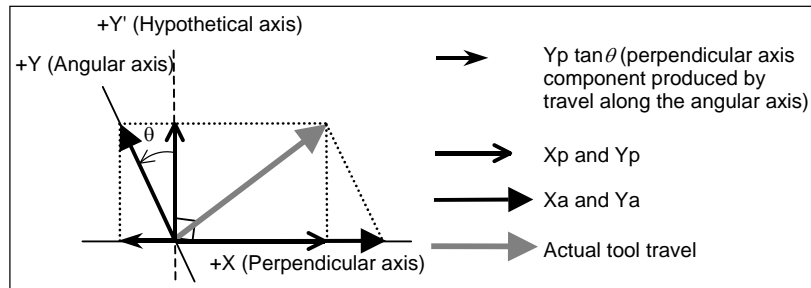 +Y' (Hypothetical axis)
+Y (Angular axis)
θ
+X (Perpendicular axis)
Yp tanθ (perpendicular axis
component produced by
travel along the angular axis)
Xp and Yp
Xa and Ya
Actual tool travel